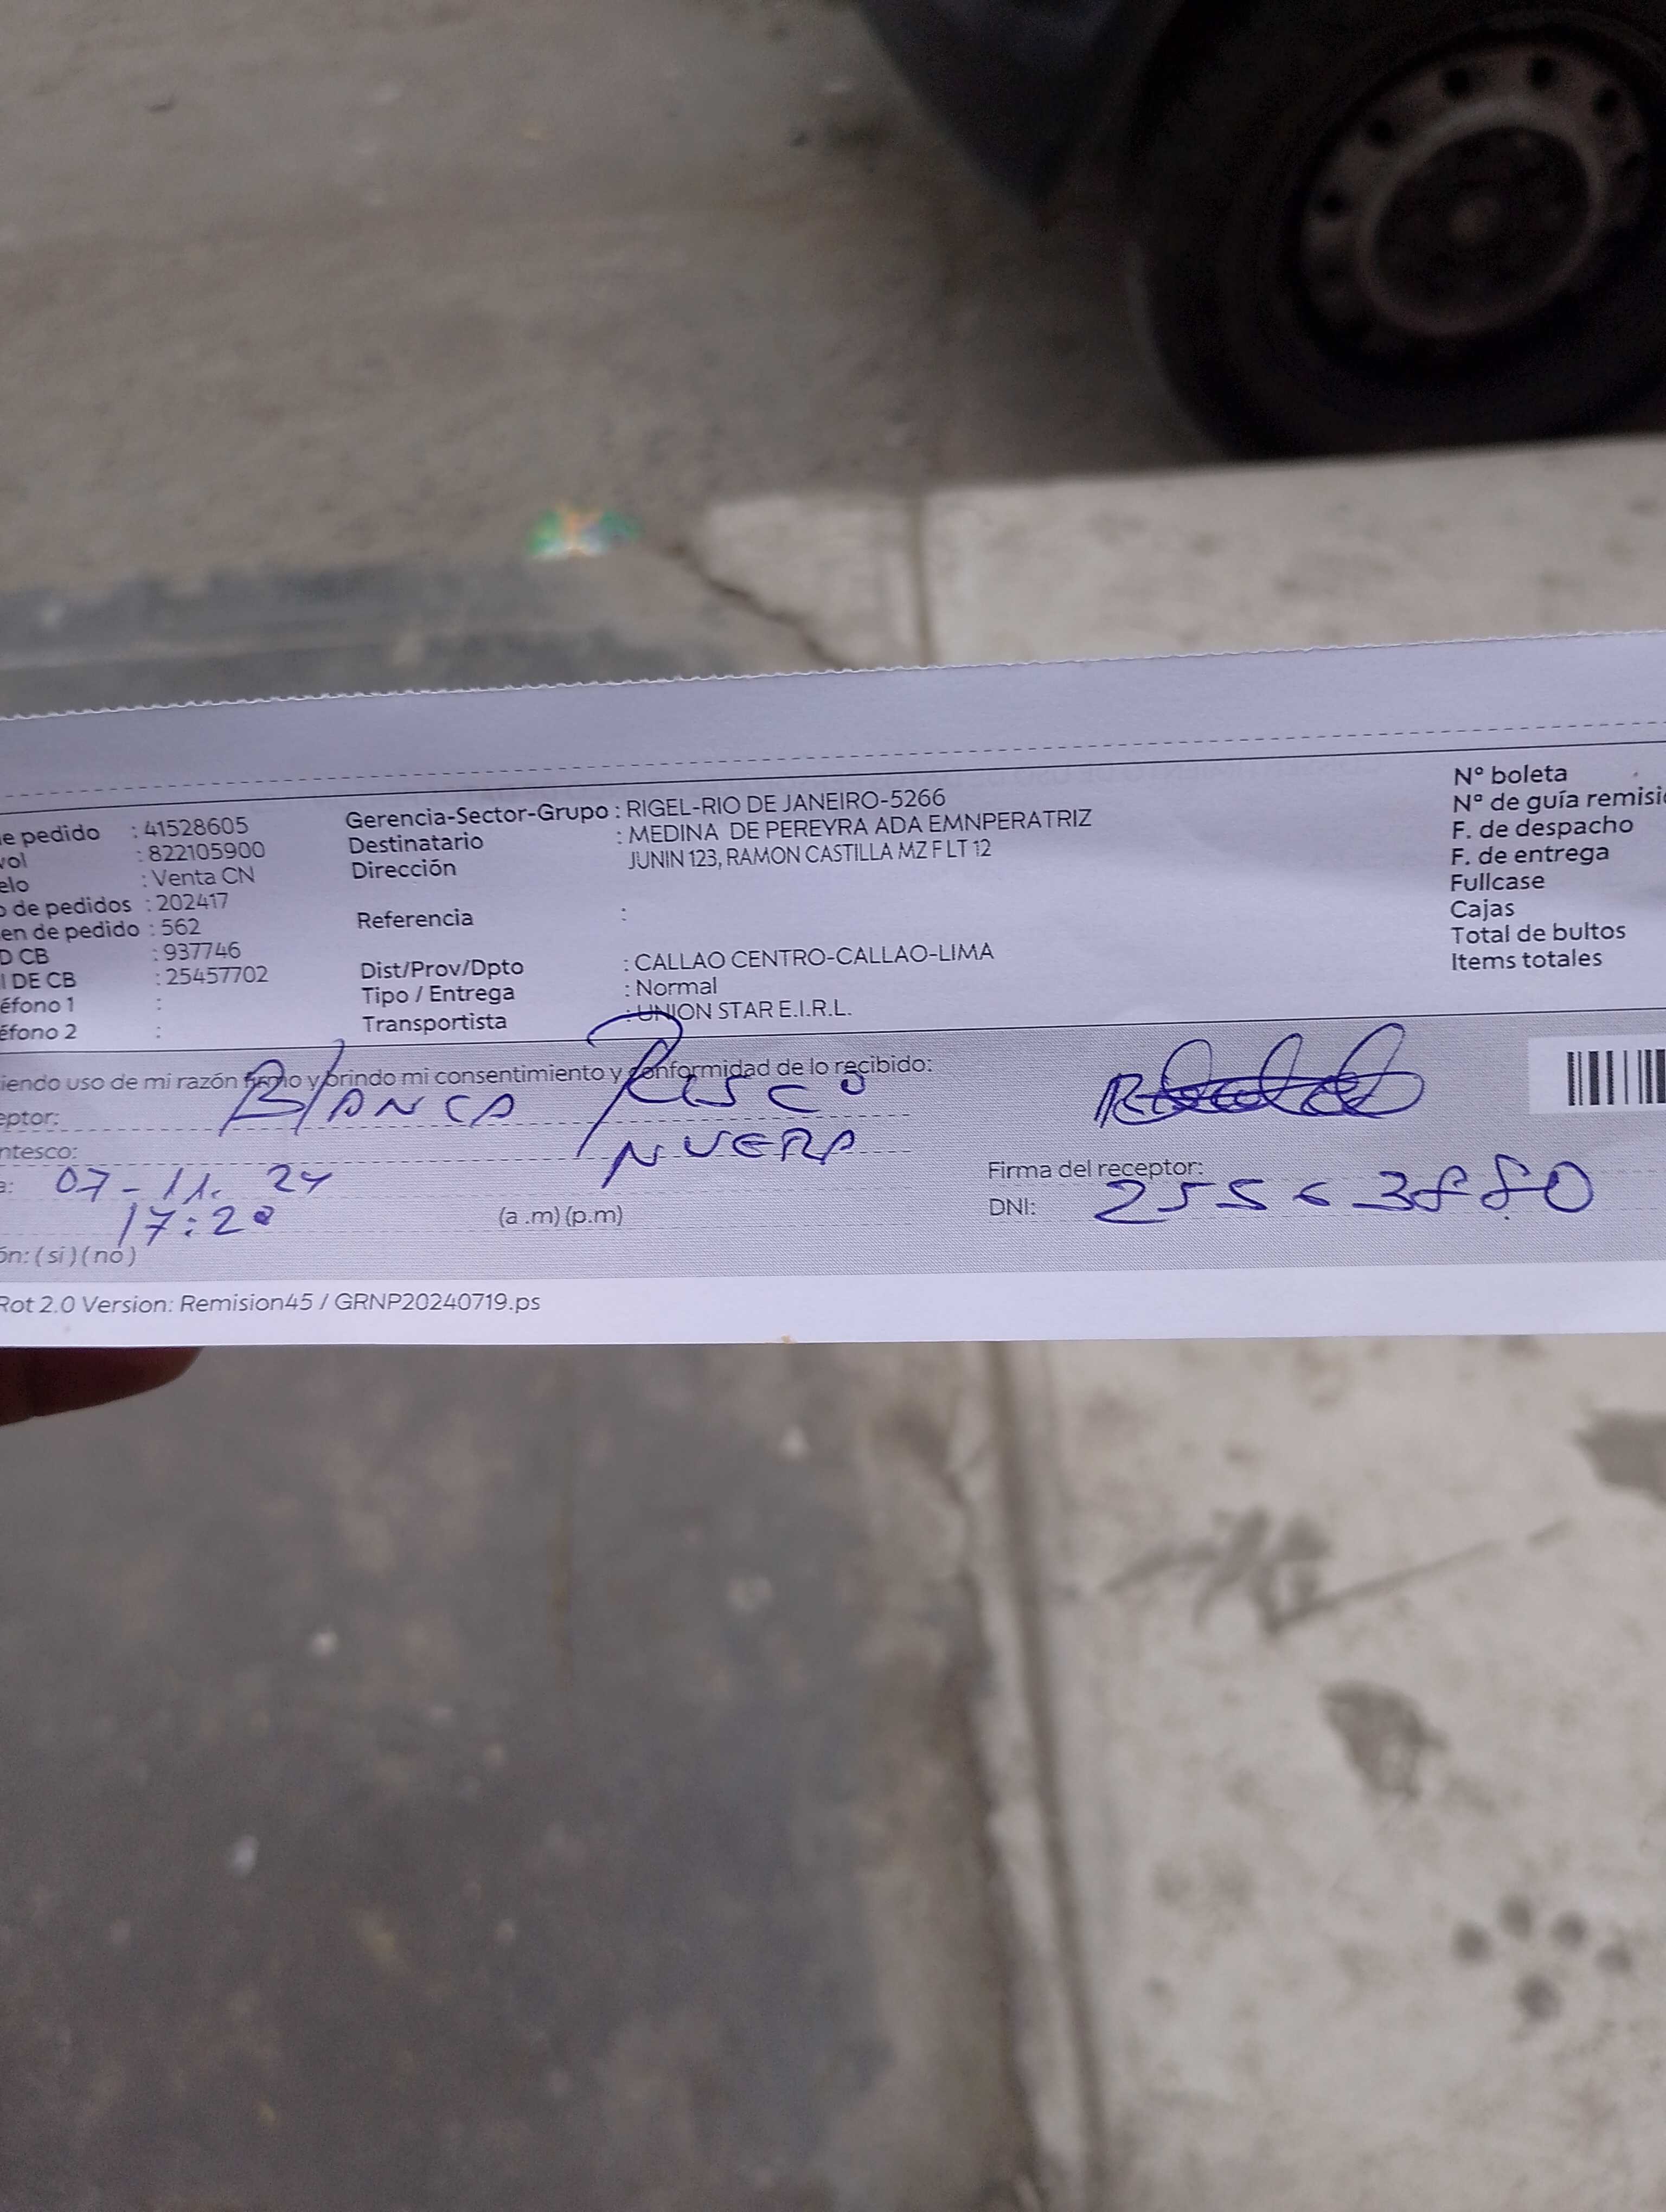 e pedido : 41528605
vol : 822105900
elo : Venta CN
o de pedidos : 202417
en de pedido : 562
D CB : 937746
I DE CB : 25457702
éfono 1 :
éfono 2 :
Gerencia-Sector-Grupo : RIGEL-RIO DE JANEIRO-5266
Destinatario : MEDINA DE PEREYRA ADA EMNPERATRIZ
Dirección JUNIN 123, RAMON CASTILLA MZ F LT 12
Referencia :
Dist/Prov/Dpto : CALLAO CENTRO-CALLAO-LIMA
Tipo / Entrega : Normal
Transportista : UNION STAR E.I.R.L.
N° boleta
N° de guía remisi
F. de despacho
F. de entrega
Fullcase
Cajas
Total de bultos
Items totales
iendo uso de mi razón firmo y brindo mi consentimiento y conformidad de lo recibido:
eptor: BLANCA RISCO
ntesco: NUERA
a: 07-11.24
17:20 (a .m) (p.m)
ón: ( si ) ( no )
Firma del receptor:
DNI:
Rot 2.0 Version: Remision45 / GRNP20240719.ps